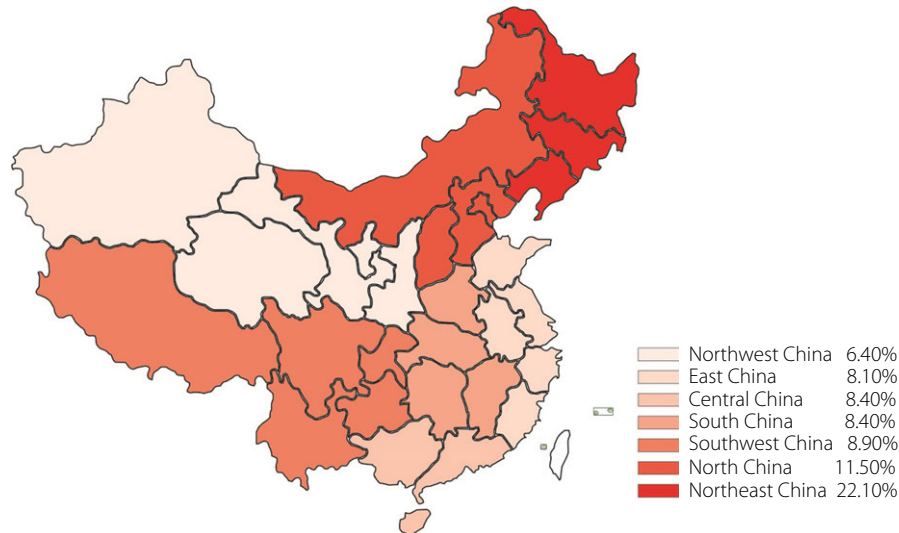 Northwest China 6.40%
East China 8.10%
Central China 8.40%
South China 8.40%
Southwest China 8.90%
North China 11.50%
Northeast China 22.10%